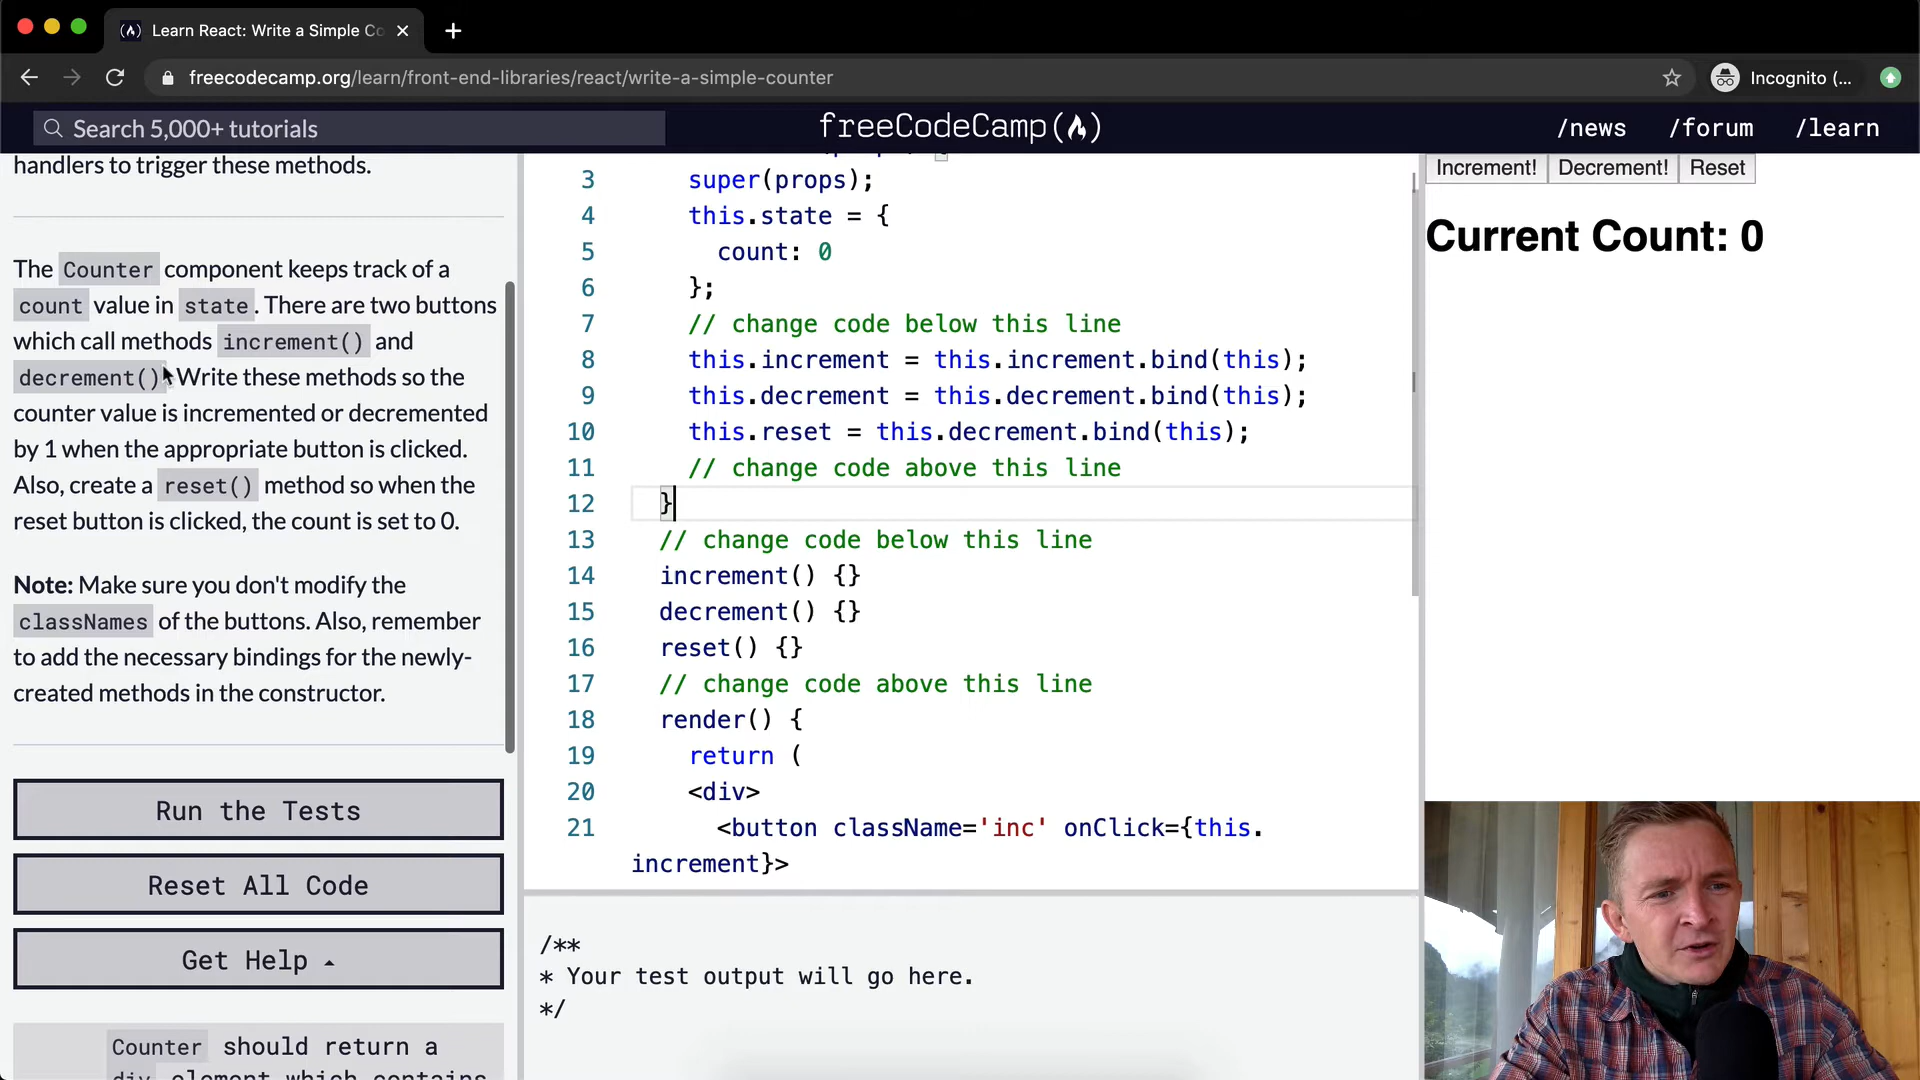 Learn React: Write a Simple Co
freecodecamp.org/learn/front-end-libraries/react/write-a-simple-counter
Incognito (...
Search 5,000+ tutorials
freeCodeCamp
/news
/forum
/learn
handlers to trigger these methods.
The Counter component keeps track of a
count value in state. There are two buttons
which call methods increment() and
decrement(). Write these methods so the
counter value is incremented or decremented
by 1 when the appropriate button is clicked.
Also, create a reset() method so when the
reset button is clicked, the count is set to 0.
Note: Make sure you don't modify the
classNames of the buttons. Also, remember
to add the necessary bindings for the newly-
created methods in the constructor.
Run the Tests
Reset All Code
Get Help
Counter should return a
div element which contains
3 super(props);
4 this.state = {
5 count: 0
6 };
7 // change code below this line
8 this.increment = this.increment.bind(this);
9 this.decrement = this.decrement.bind(this);
10 this.reset = this.decrement.bind(this);
11 // change code above this line
12 }
13 // change code below this line
14 increment() {}
15 decrement() {}
16 reset() {}
17 // change code above this line
18 render() {
19 return (
20 <div>
21 <button className='inc' onClick={this.
increment}>
/**
* Your test output will go here.
*/
Increment! Decrement! Reset
Current Count: 0